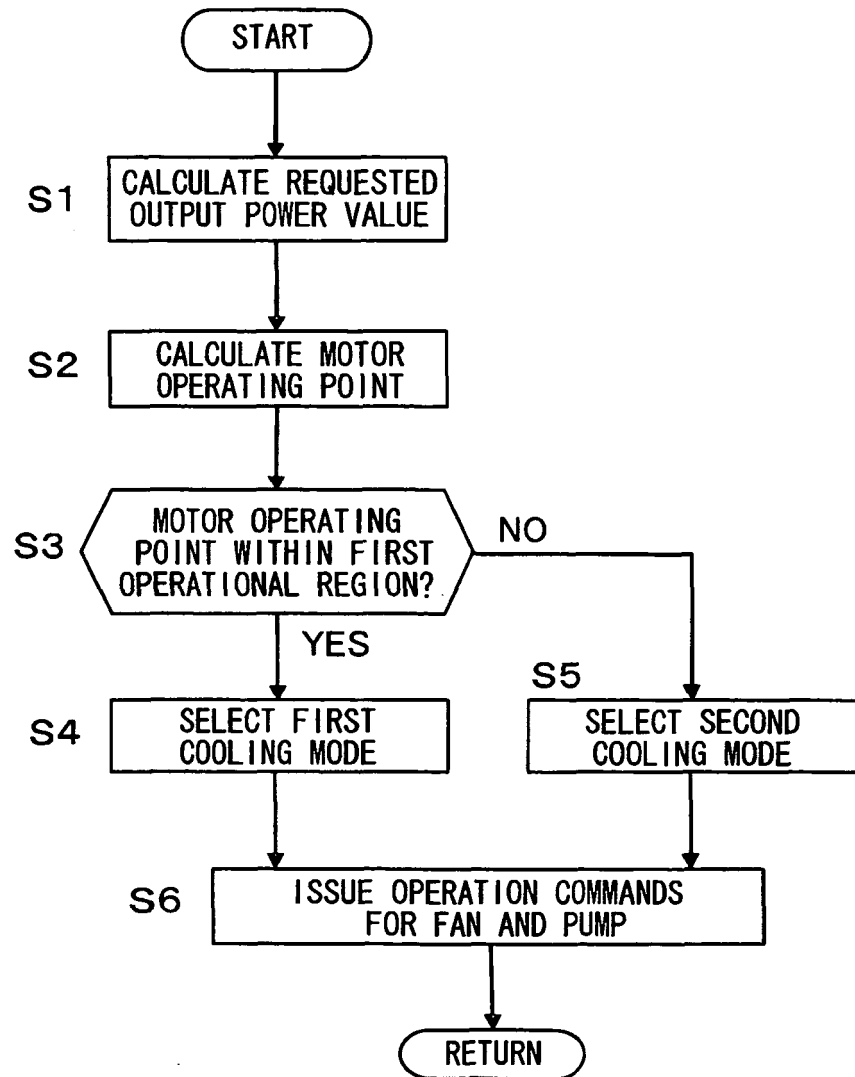 START
S1
CALCULATE REQUESTED
OUTPUT POWER VALUE
S2
CALCULATE MOTOR
OPERATING POINT
S3
MOTOR OPERATING
POINT WITHIN FIRST
OPERATIONAL REGION?
NO
YES
S4
SELECT FIRST
COOLING MODE
S5
SELECT SECOND
COOLING MODE
S6
ISSUE OPERATION COMMANDS
FOR FAN AND PUMP
RETURN